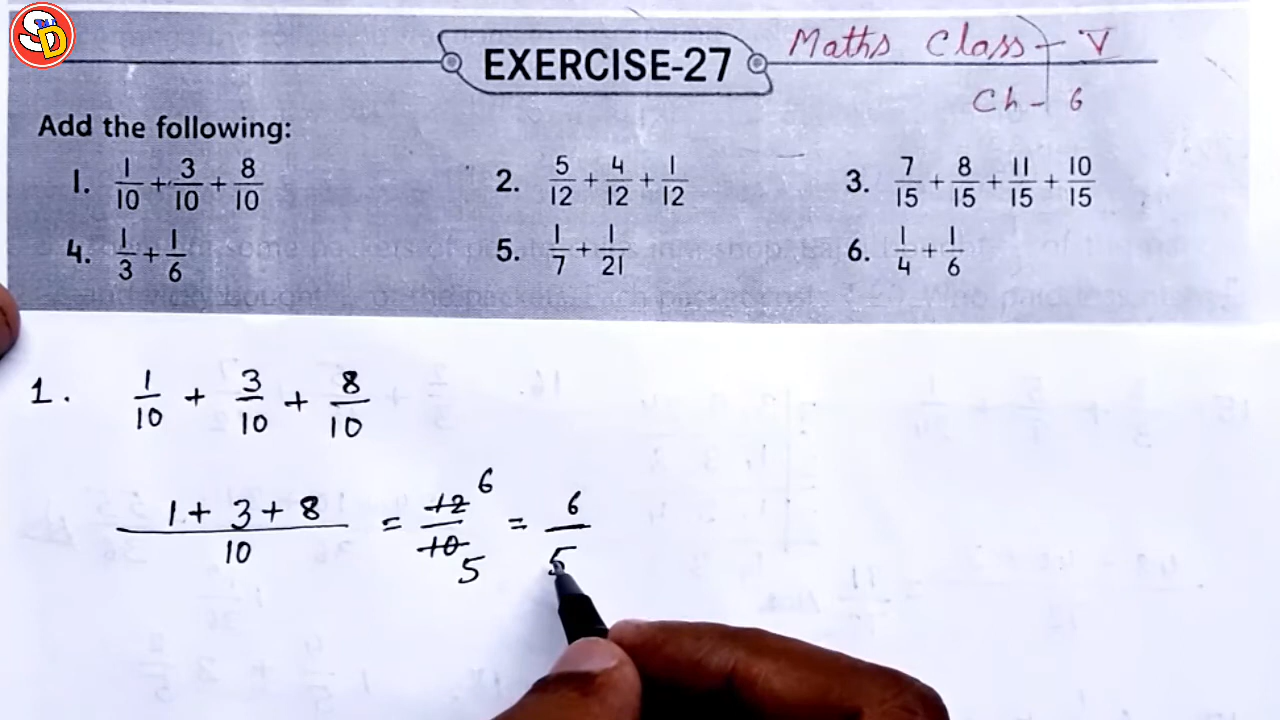 SD
EXERCISE-27
Maths Class - V
Ch - 6
Add the following:
1. 1/10 + 3/10 + 8/10
2. 5/12 + 4/12 + 1/12
3. 7/15 + 8/15 + 11/15 + 10/15
4. 1/3 + 1/6
5. 1/7 + 1/21
6. 1/4 + 1/6
1. 1/10 + 3/10 + 8/10
1 + 3 + 8 / 10 = 12/10 6/5 = 6/5